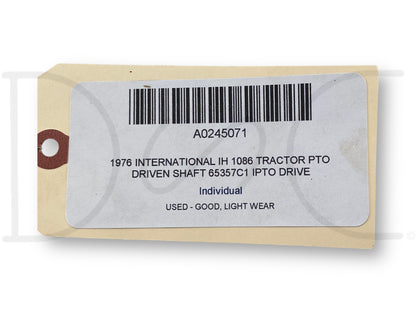 A0245071
1976 INTERNATIONAL IH 1086 TRACTOR PTO
DRIVEN SHAFT 65357C1 IPTO DRIVE
Individual
USED - GOOD, LIGHT WEAR